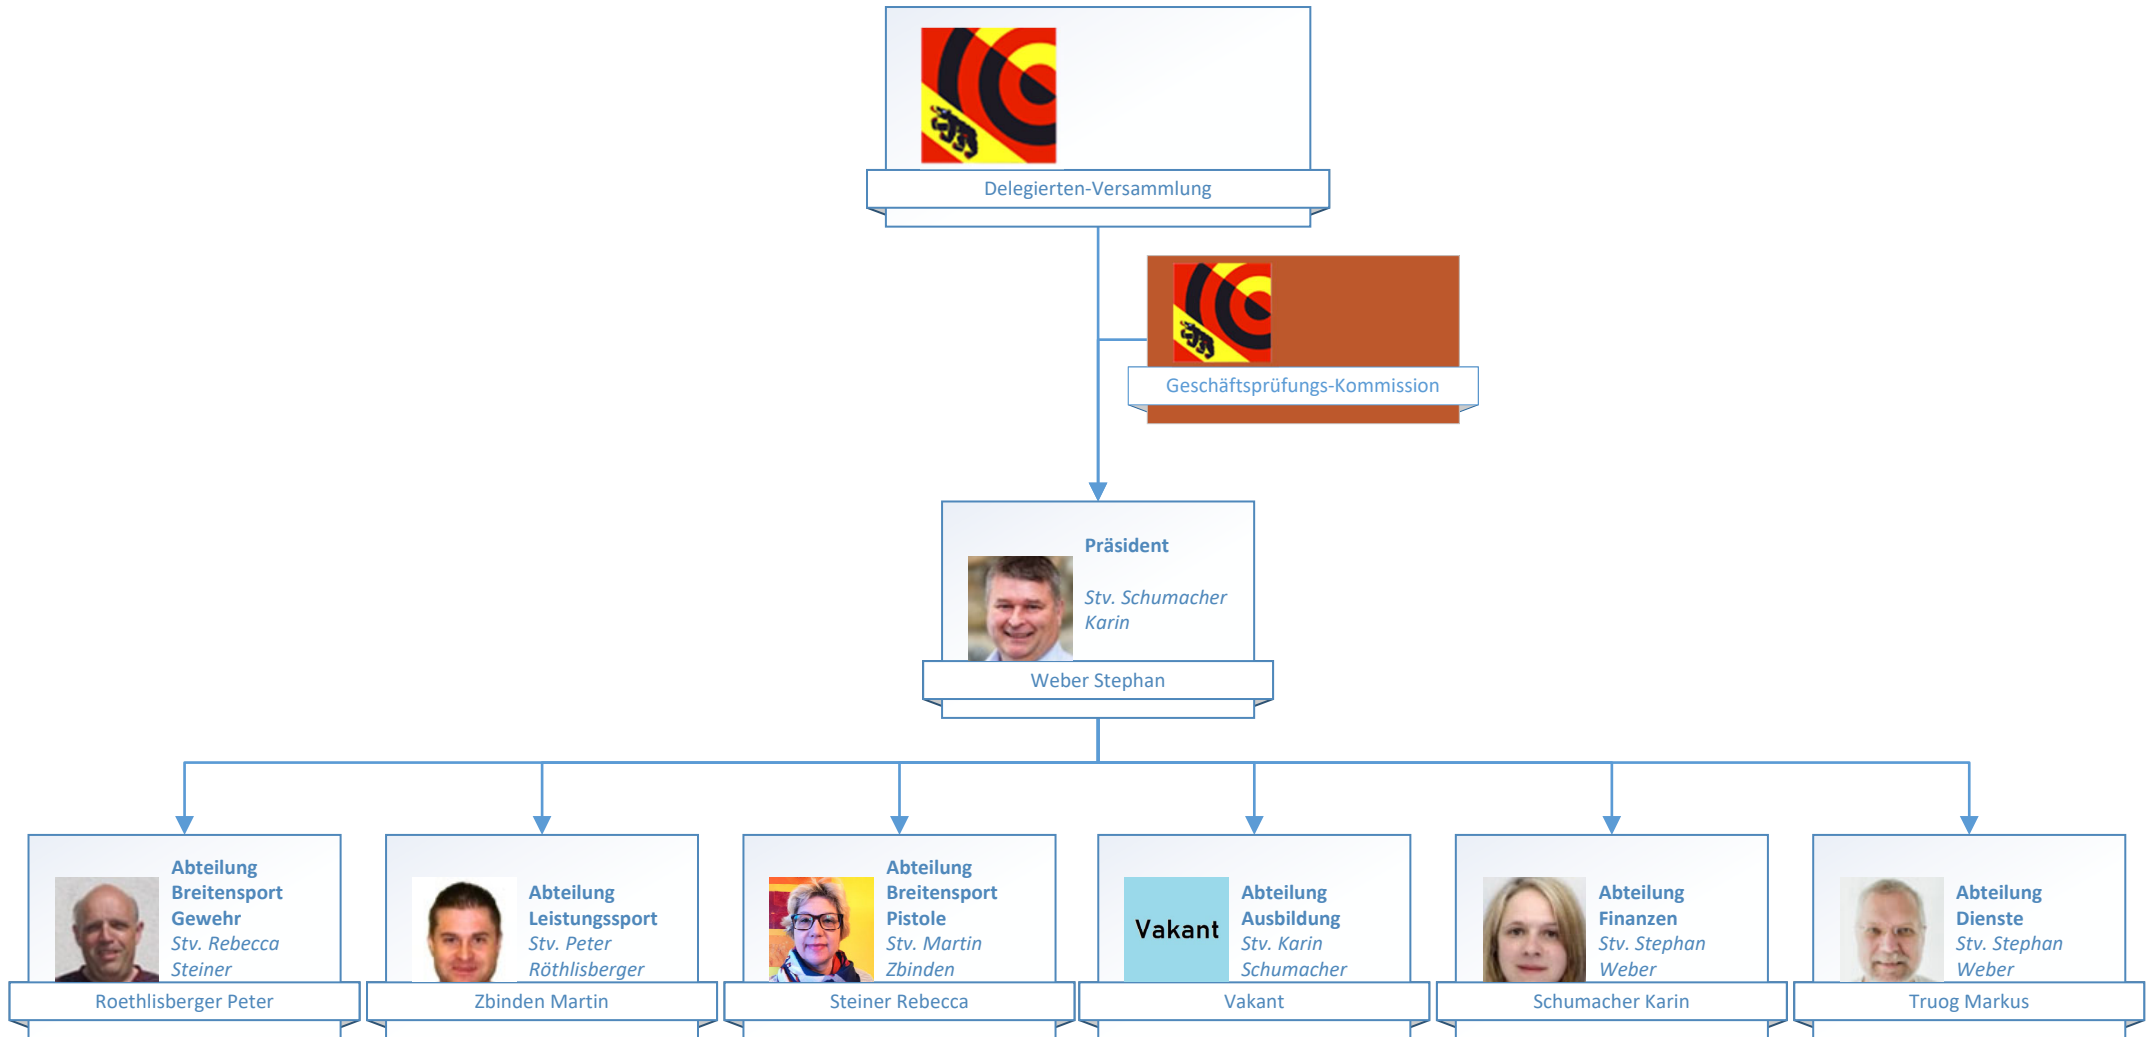 Delegierten-Versammlung
Geschäftsprüfungs-Kommission
Präsident
Stv. Schumacher
Karin
Weber Stephan
Abteilung
Breitensport
Gewehr
Stv. Rebecca
Steiner
Roethlisberger Peter
Abteilung
Leistungssport
Stv. Peter
Röthlisberger
Zbinden Martin
Abteilung
Breitensport
Pistole
Stv. Martin
Zbinden
Steiner Rebecca
Vakant
Abteilung
Ausbildung
Stv. Karin
Schumacher
Vakant
Abteilung
Finanzen
Stv. Stephan
Weber
Schumacher Karin
Abteilung
Dienste
Stv. Stephan
Weber
Truog Markus